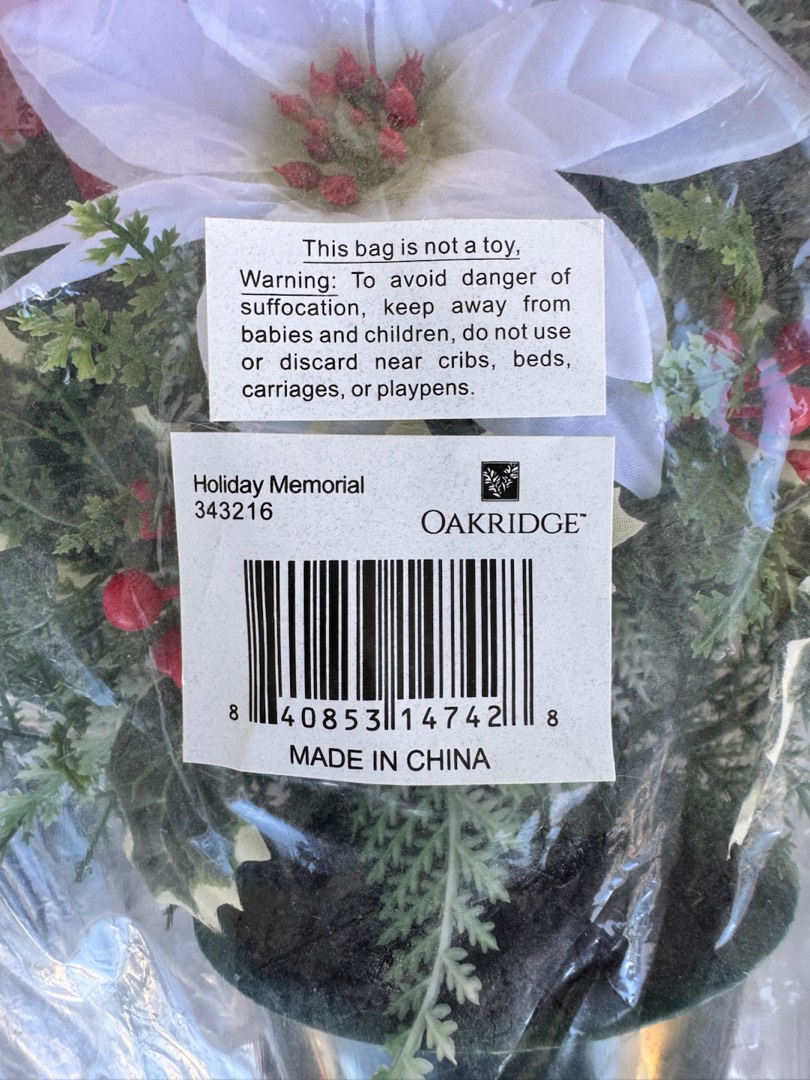 This bag is not a toy,
Warning: To avoid danger of
suffocation, keep away from
babies and children, do not use
or discard near cribs, beds,
carriages, or playpens.
Holiday Memorial
343216
OAKRIDGE™
8 40853 14742 8
MADE IN CHINA